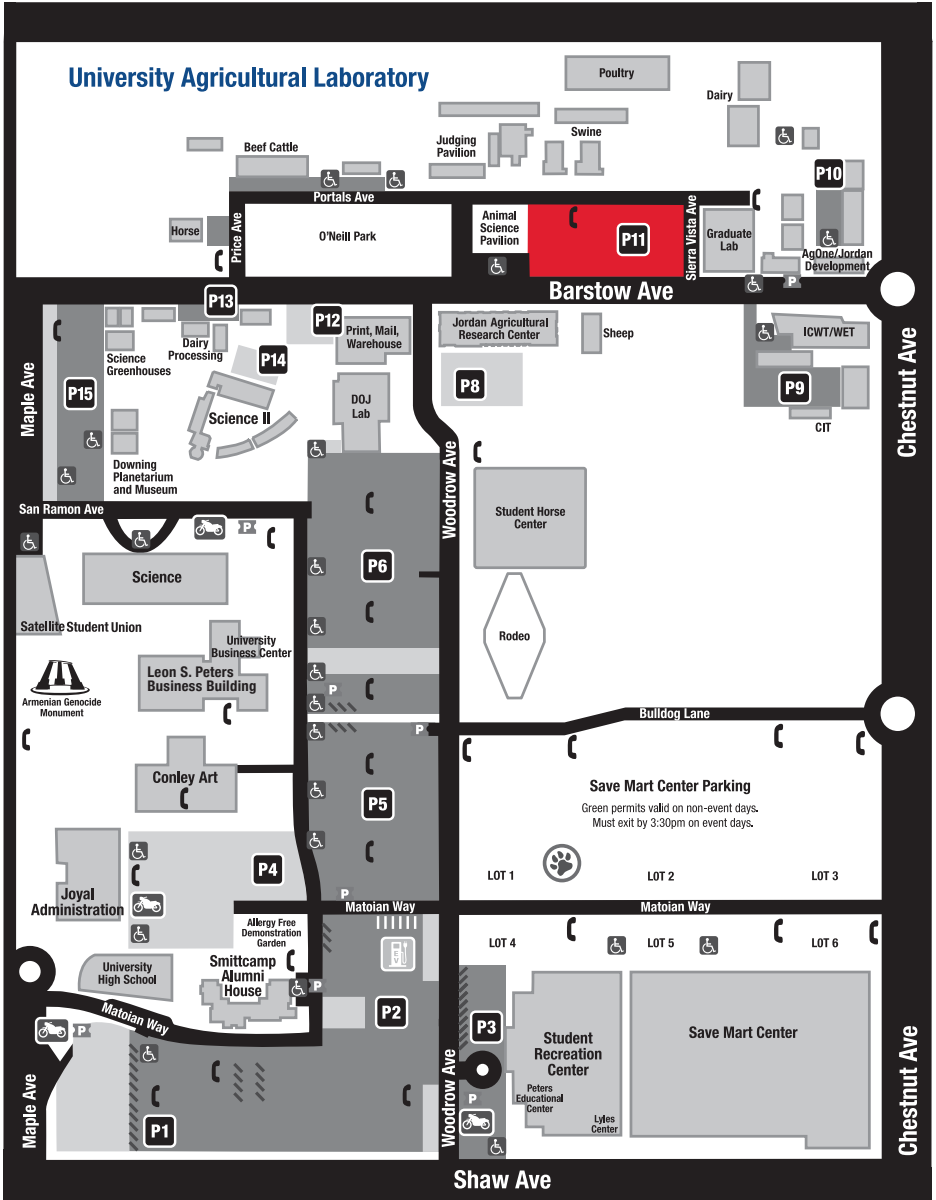 University Agricultural Laboratory
Poultry
Dairy
Swine
Judging
Pavilion
Beef Cattle
P10
Portals Ave
Horse
Price Ave
O'Neill Park
Animal
Science
Pavilion
P11
Sierra Vista Ave
Graduate
Lab
AgOne/Jordan
Development
P
Barstow Ave
P13
P12
Print, Mail,
Warehouse
Jordan Agricultural
Research Center
Sheep
ICWT/WET
Chestnut Ave
Maple Ave
P15
Science
Greenhouses
Dairy
Processing
P14
P8
P9
CIT
Science II
DOJ
Lab
Downing
Planetarium
and Museum
Woodrow Ave
San Ramon Ave
P
Student Horse
Center
Science
P6
Satellite Student Union
University
Business Center
Rodeo
Leon S. Peters
Business Building
Armenian Genocide
Monument
P
P
Bulldog Lane
Conley Art
P5
Save Mart Center Parking
Green permits valid on non-event days.
Must exit by 3:30pm on event days.
P4
LOT 1
LOT 2
LOT 3
Joyal
Administration
P
Matoian Way
Matoian Way
Allergy Free
Demonstration
Garden
EV
LOT 4
LOT 5
LOT 6
University
High School
Smittcamp
Alumni
House
P
P2
Matoian Way
P
P3
Student
Recreation
Center
Save Mart Center
Peters
Educational
Center
Lyles
Center
P
Maple Ave
P1
Woodrow Ave
Chestnut Ave
Shaw Ave